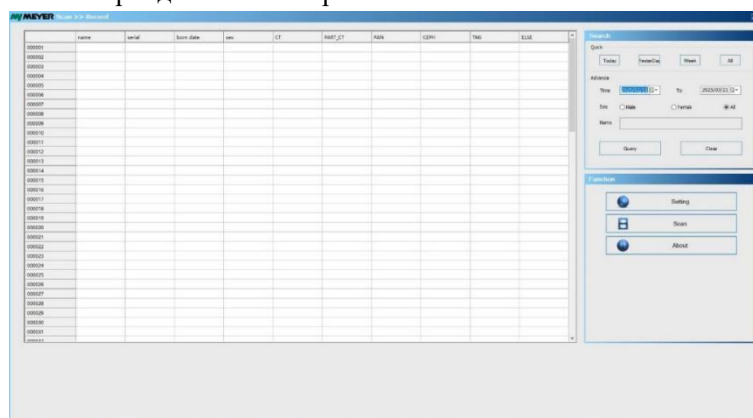 MEYER Scan >> Record
name serial born date sex CT PART_CT PANA CEPH TAG ELSE
000001
000002
000003
000004
000005
000006
000007
000008
000009
000010
000011
000012
000013
000014
000015
000016
000017
000018
000019
000020
000021
000022
000023
000024
000025
000026
000027
000028
000029
000030
000031
Search
Quick
Today YesterDay Week All
Advance
Time To
Sex Male Female All
Name
Query Clear
Function
Setting
Scan
About